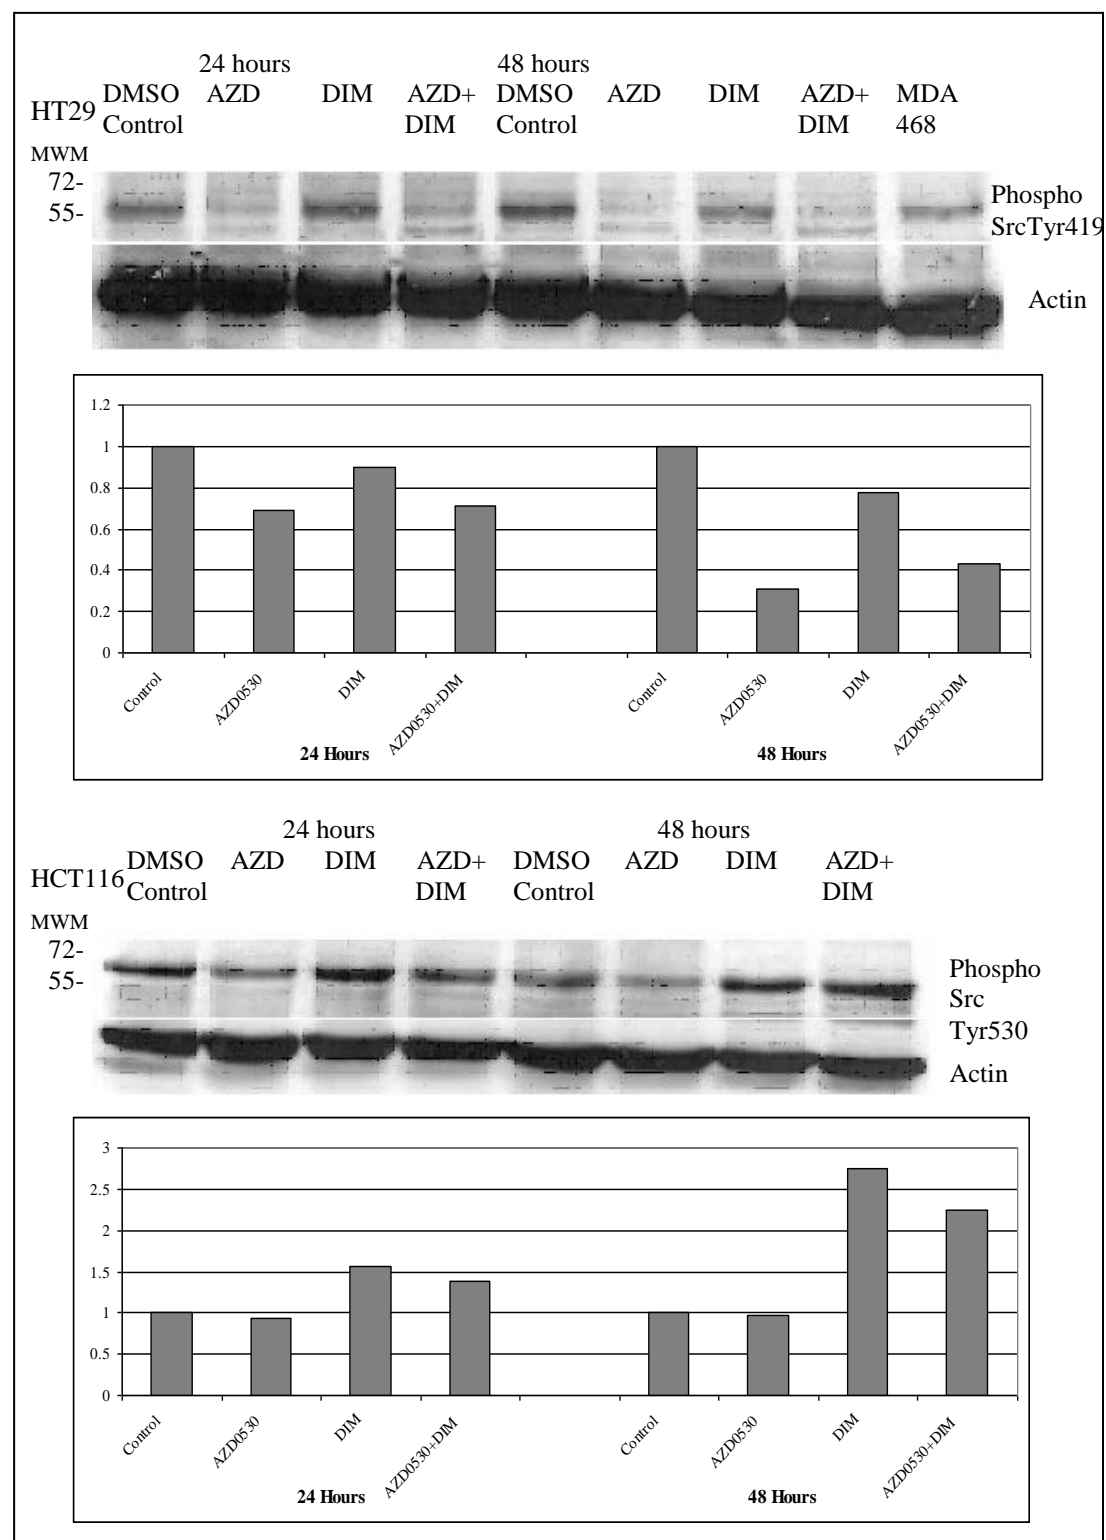 24 hours 48 hours
HT29 DMSO Control AZD DIM AZD+ DIM DMSO Control AZD DIM AZD+ DIM MDA 468
MWM
72-
55-
Phospho
SrcTyr419
Actin
1.2
1
0.8
0.6
0.4
0.2
0
Control AZD0530 DIM AZD0530+DIM Control AZD0530 DIM AZD0530+DIM
24 Hours 48 Hours
24 hours 48 hours
HCT116 DMSO Control AZD DIM AZD+ DIM DMSO Control AZD DIM AZD+ DIM
MWM
72-
55-
Phospho
Src
Tyr530
Actin
3
2.5
2
1.5
1
0.5
0
Control AZD0530 DIM AZD0530+DIM Control AZD0530 DIM AZD0530+DIM
24 Hours 48 Hours